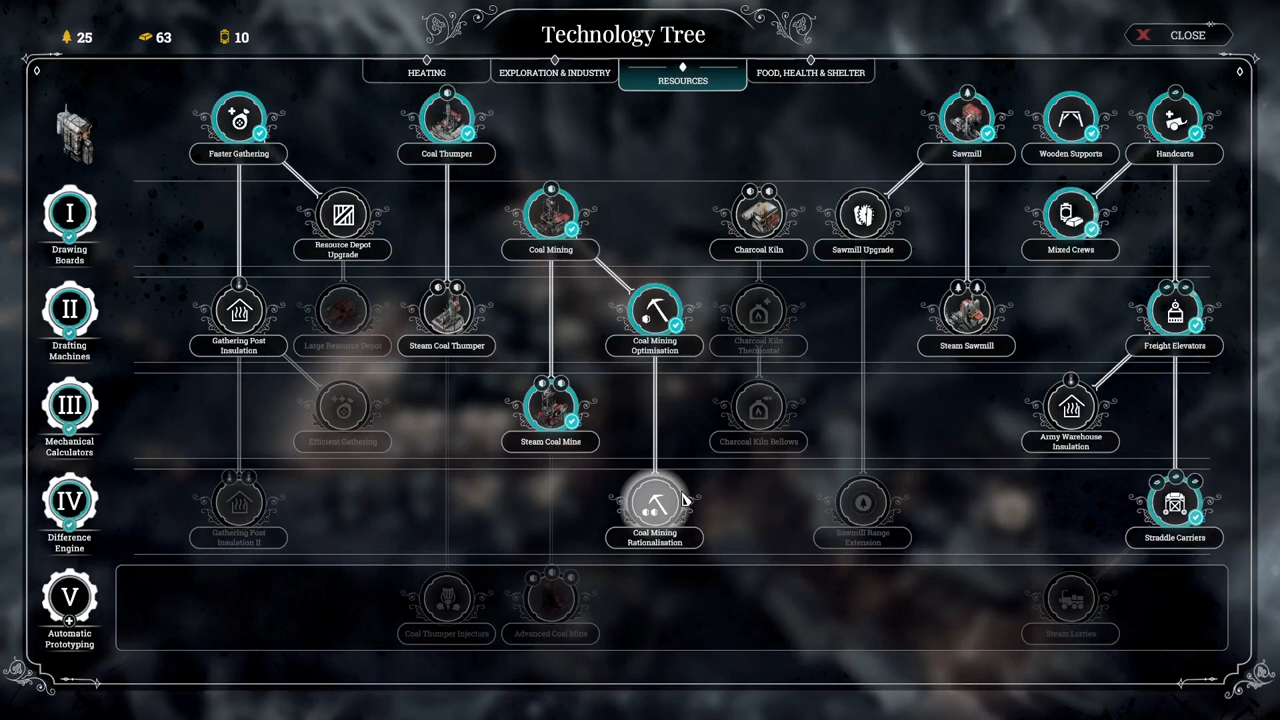 25
63
10
Technology Tree
CLOSE
HEATING
EXPLORATION & INDUSTRY
RESOURCES
FOOD, HEALTH & SHELTER
Faster Gathering
Coal Thumper
Sawmill
Wooden Supports
Handcarts
I
Drawing
Boards
Resource Depot
Upgrade
Coal Mining
Charcoal Kiln
Sawmill Upgrade
Mixed Crews
II
Drafting
Machines
Gathering Post
Insulation
Large Resource Depot
Steam Coal Thumper
Coal Mining
Optimisation
Charcoal Kiln
Thermostat
Steam Sawmill
Freight Elevators
III
Mechanical
Calculators
Efficient Gathering
Steam Coal Mine
Charcoal Kiln Bellows
Army Warehouse
Insulation
IV
Difference
Engine
Gathering Post
Insulation II
Coal Mining
Rationalisation
Sawmill Range
Extension
Straddle Carriers
V
Automatic
Prototyping
Coal Thumper Injectors
Advanced Coal Mine
Steam Lorries